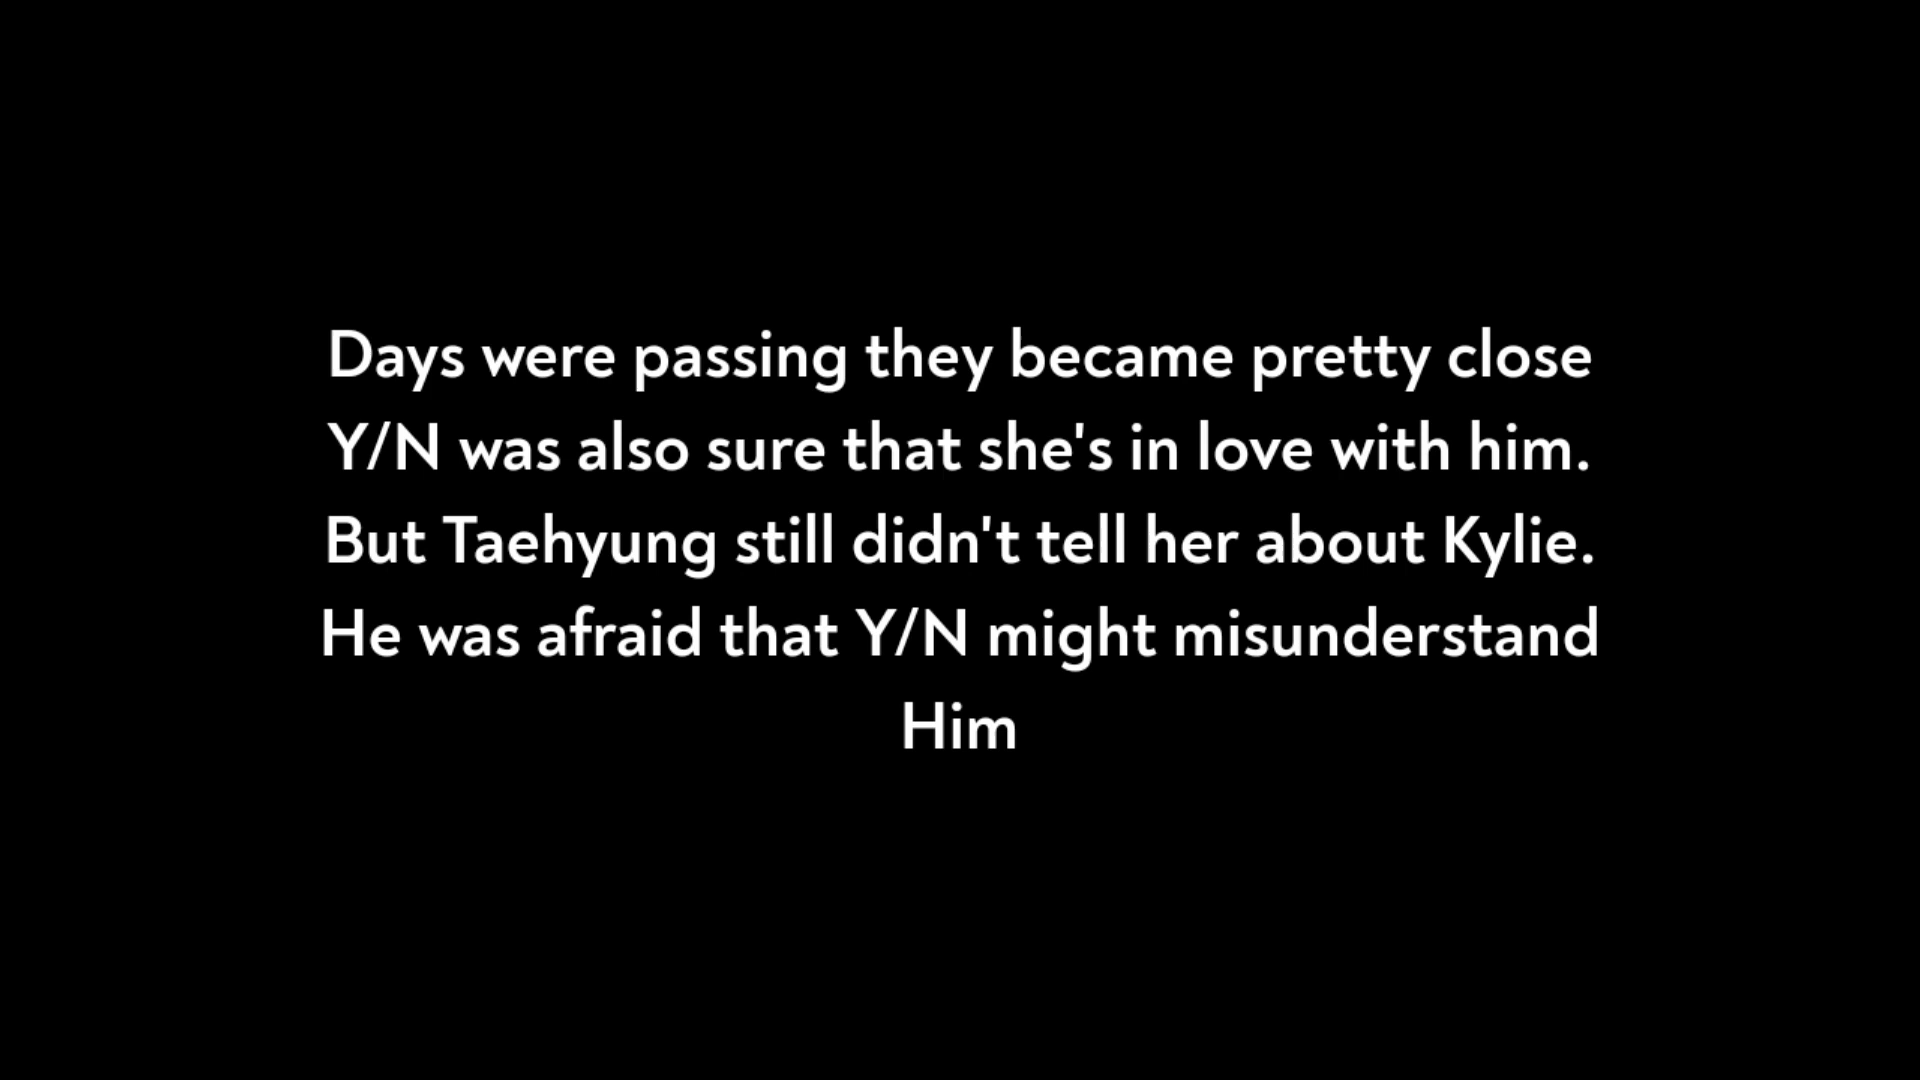 Days were passing they became pretty close
Y/N was also sure that she's in love with him.
But Taehyung still didn't tell her about Kylie.
He was afraid that Y/N might misunderstand
Him